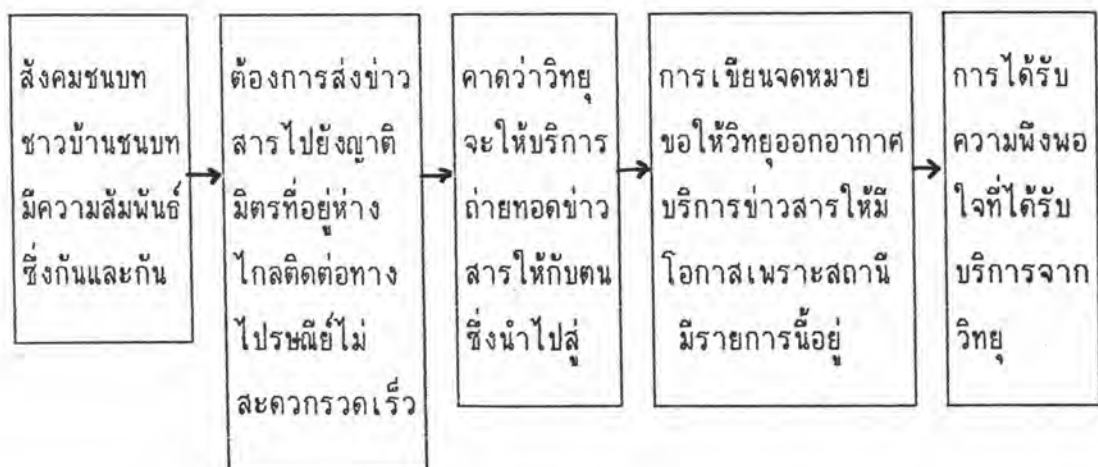 สังคมชนบท
ชาวบ้านชนบท
มีความสัมพันธ์
ซึ่งกันและกัน
ต้องการส่งข่าว
สารไปยังญาติ
มิตรที่อยู่ห่าง
ไกลติดต่อทาง
ไปรษณีย์ไม่
สะดวกรวดเร็ว
คาดว่าวิทยุ
จะให้บริการ
ถ่ายทอดข่าว
สารให้กับตน
ซึ่งนำไปสู่
การเขียนจดหมาย
ขอให้วิทยุออกอากาศ
บริการข่าวสารให้มี
โอกาสเพราะสถานี
มีรายการนี้อยู่
การได้รับ
ความพึงพอ
ใจที่ได้รับ
บริการจาก
วิทยุ